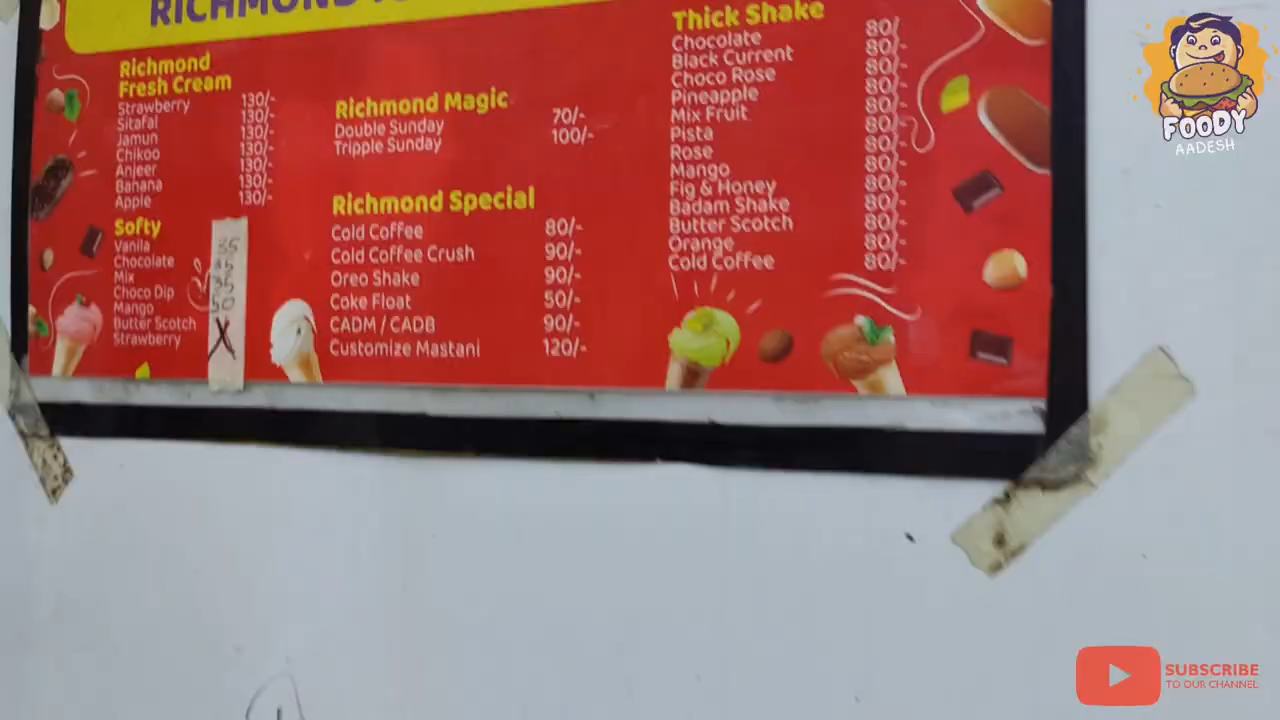 RICHMOND
Richmond
Fresh Cream
Strawberry 130/-
Sitafal 130/-
Jamun 130/-
Chikoo 130/-
Anjeer 130/-
Banana 130/-
Apple 130/-
Softy
Vanila 35
Chocolate
Mix 35
Choco Dip 50
Mango
Butter Scotch X
Strawberry
Richmond Magic
Double Sunday 70/-
Tripple Sunday 100/-
Richmond Special
Cold Coffee 80/-
Cold Coffee Crush 90/-
Oreo Shake 90/-
Coke Float 50/-
CADM / CADB 90/-
Customize Mastani 120/-
Thick Shake
Chocolate 80/-
Black Current 80/-
Choco Rose 80/-
Pineapple 80/-
Mix Fruit 80/-
Pista 80/-
Rose 80/-
Mango 80/-
Fig & Honey 80/-
Badam Shake 80/-
Butter Scotch 80/-
Orange 80/-
Cold Coffee 80/-
FOODY
AADESH
SUBSCRIBE
TO OUR CHANNEL